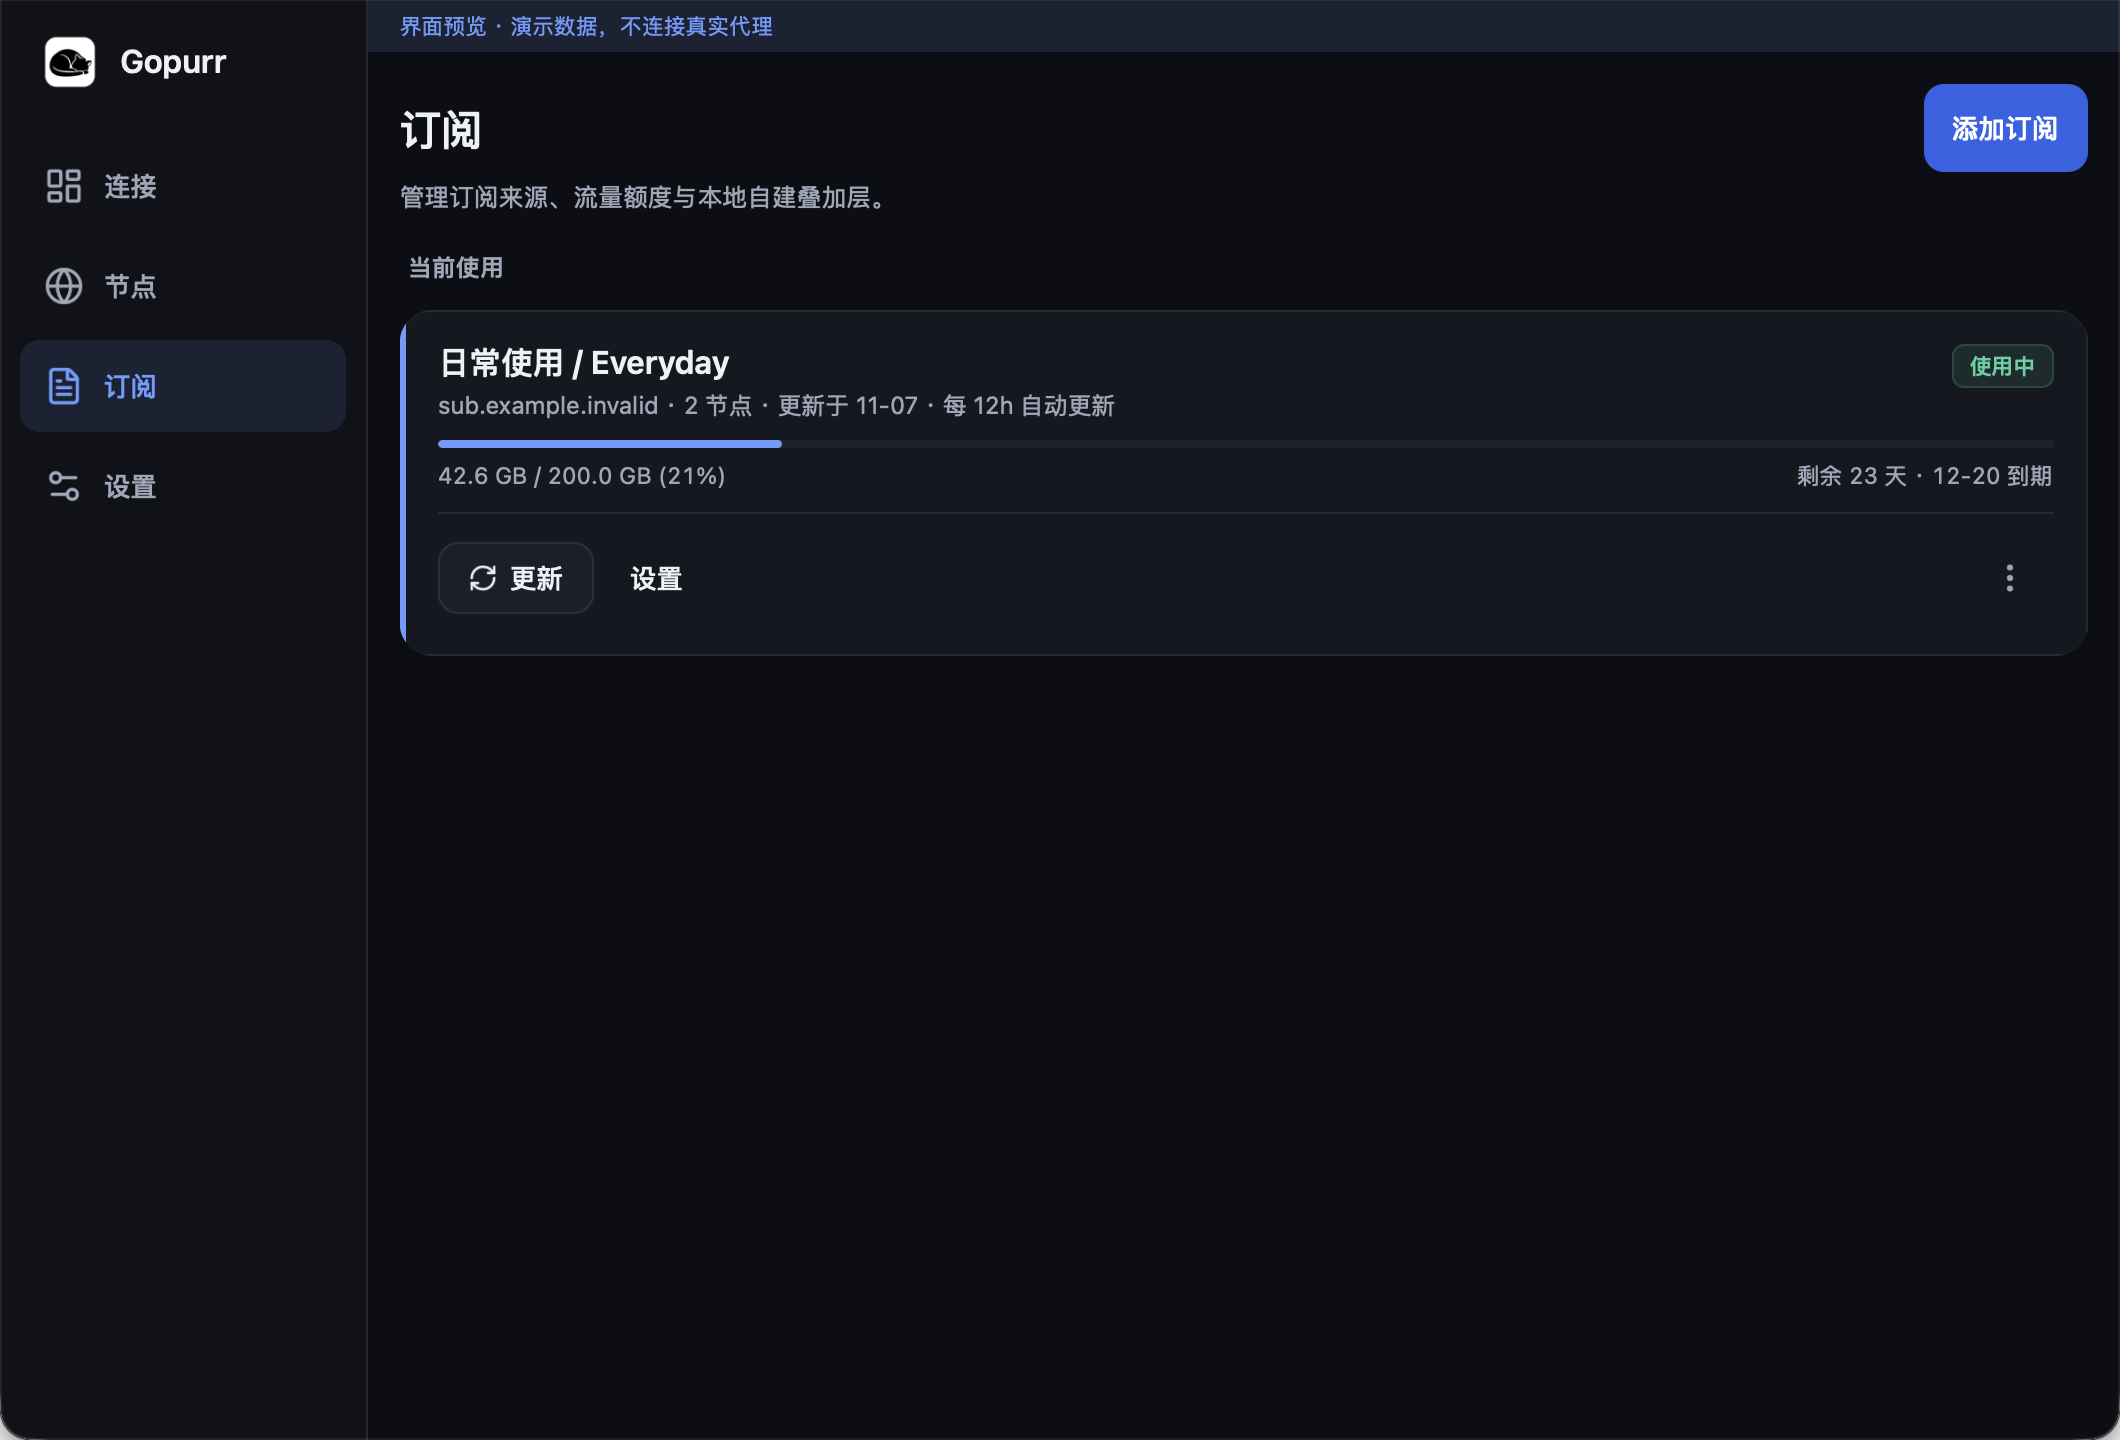 Gopurr
连接
节点
订阅
设置
界面预览 · 演示数据，不连接真实代理
订阅
添加订阅
管理订阅来源、流量额度与本地自建叠加层。
当前使用
日常使用 / Everyday
使用中
sub.example.invalid · 2 节点 · 更新于 11-07 · 每 12h 自动更新
42.6 GB / 200.0 GB (21%)
剩余 23 天 · 12-20 到期
更新
设置